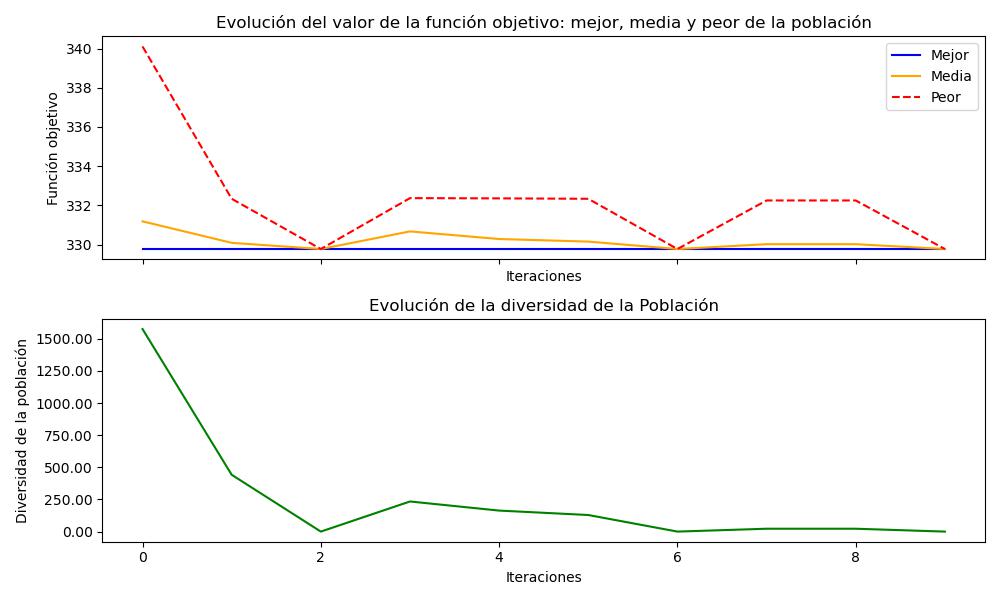 Evolución del valor de la función objetivo: mejor, media y peor de la población
340
338
336
334
332
330
Función objetivo
Mejor
Media
Peor
Iteraciones
Evolución de la diversidad de la Población
1500.00
1250.00
1000.00
750.00
500.00
250.00
0.00
Diversidad de la población
0 2 4 6 8
Iteraciones